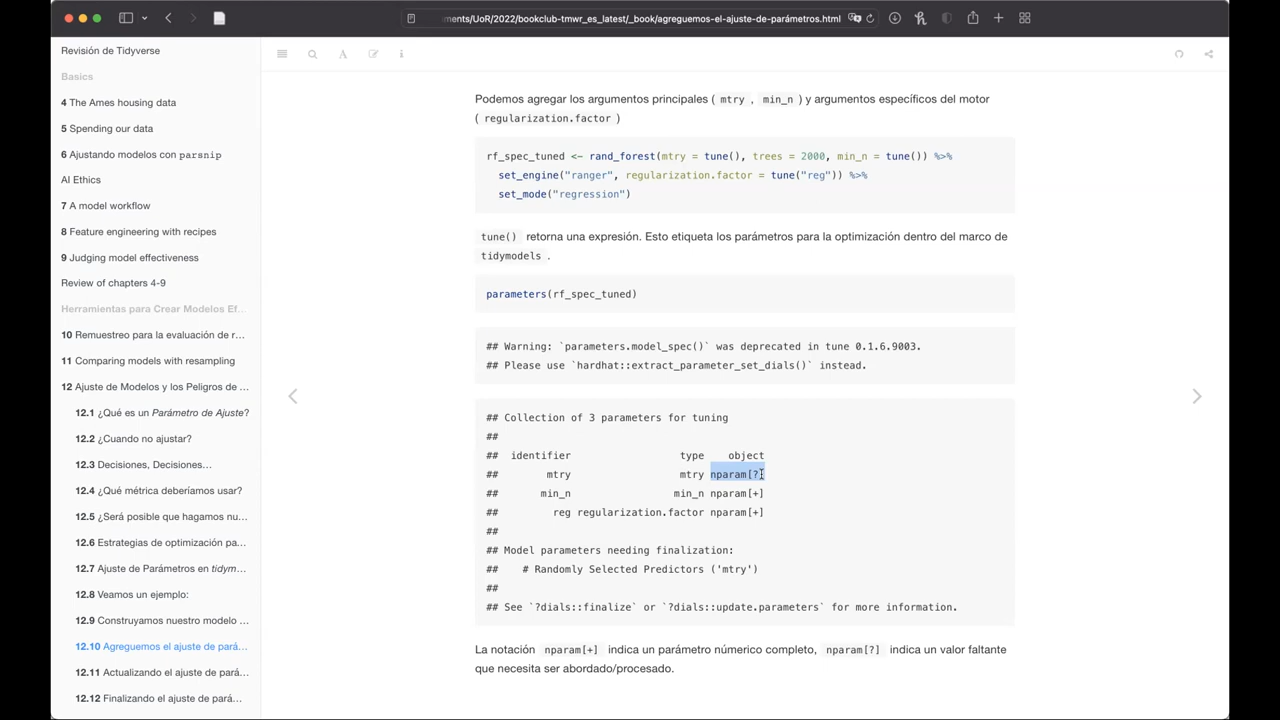 ments/UoR/2022/bookclub-tmwr_es_latest/_book/agreguemos-el-ajuste-de-parámetros.html
Revisión de Tidyverse
Basics
4 The Ames housing data
5 Spending our data
6 Ajustando modelos con parsnip
AI Ethics
7 A model workflow
8 Feature engineering with recipes
9 Judging model effectiveness
Review of chapters 4-9
Herramientas para Crear Modelos Ef...
10 Remuestreo para la evaluación de r...
11 Comparing models with resampling
12 Ajuste de Modelos y los Peligros de ...
12.1 ¿Qué es un Parámetro de Ajuste?
12.2 ¿Cuando no ajustar?
12.3 Decisiones, Decisiones...
12.4 ¿Qué métrica deberíamos usar?
12.5 ¿Será posible que hagamos nu...
12.6 Estrategias de optimización pa...
12.7 Ajuste de Parámetros en tidym...
12.8 Veamos un ejemplo:
12.9 Construyamos nuestro modelo ...
12.10 Agreguemos el ajuste de pará...
12.11 Actualizando el ajuste de pará...
12.12 Finalizando el ajuste de pará...
Podemos agregar los argumentos principales ( mtry , min_n ) y argumentos específicos del motor
( regularization.factor )
rf_spec_tuned <- rand_forest(mtry = tune(), trees = 2000, min_n = tune()) %>%
set_engine("ranger", regularization.factor = tune("reg")) %>%
set_mode("regression")
tune() retorna una expresión. Esto etiqueta los parámetros para la optimización dentro del marco de
tidymodels .
parameters(rf_spec_tuned)
## Warning: `parameters.model_spec()` was deprecated in tune 0.1.6.9003.
## Please use `hardhat::extract_parameter_set_dials()` instead.
## Collection of 3 parameters for tuning
##
## identifier type object
## mtry mtry nparam[?]
## min_n min_n nparam[+]
## reg regularization.factor nparam[+]
##
## Model parameters needing finalization:
## # Randomly Selected Predictors ('mtry')
##
## See `?dials::finalize` or `?dials::update.parameters` for more information.
La notación nparam[+] indica un parámetro númerico completo, nparam[?] indica un valor faltante
que necesita ser abordado/procesado.